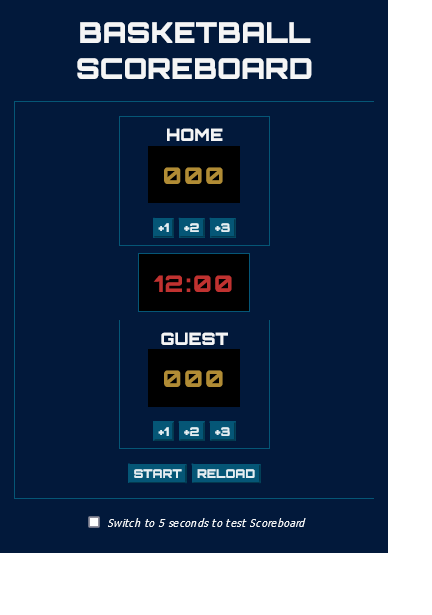 BASKETBALL
SCOREBOARD
HOME
000
+1 +2 +3
12:00
GUEST
000
+1 +2 +3
START RELOAD
Switch to 5 seconds to test Scoreboard